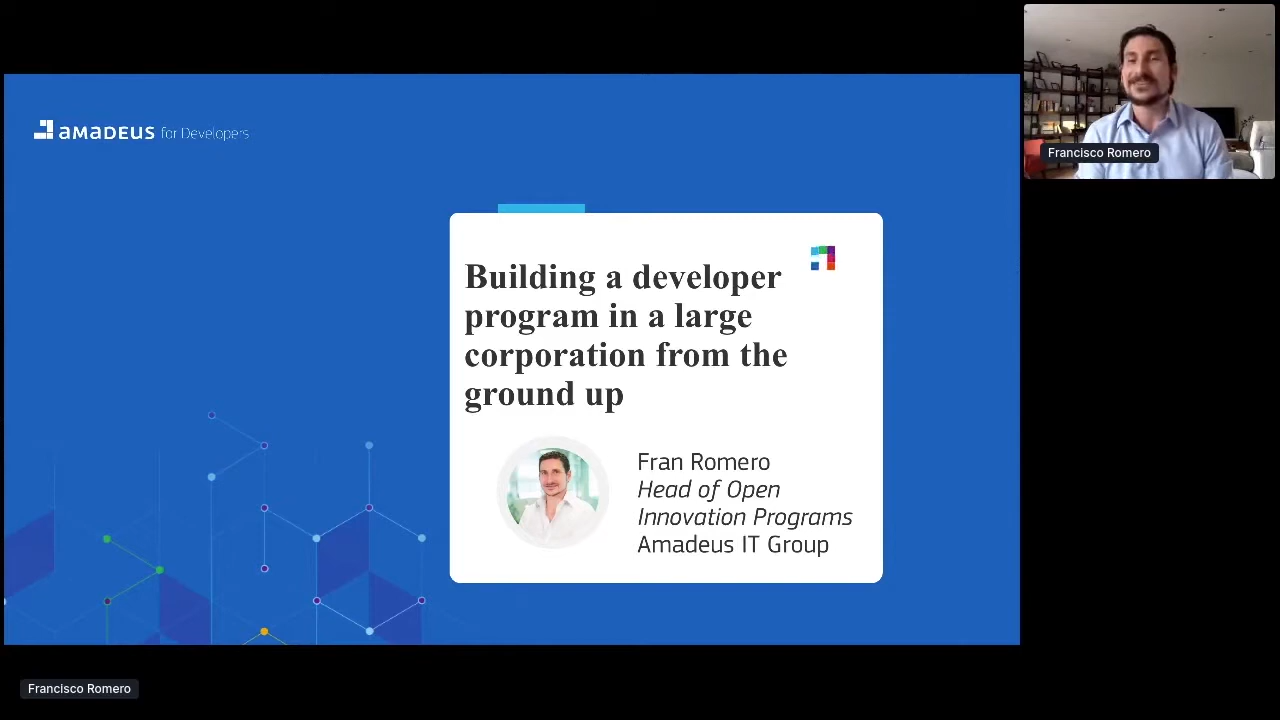 amadeus for Developers
Building a developer
program in a large
corporation from the
ground up
Fran Romero
Head of Open
Innovation Programs
Amadeus IT Group
Francisco Romero
Francisco Romero